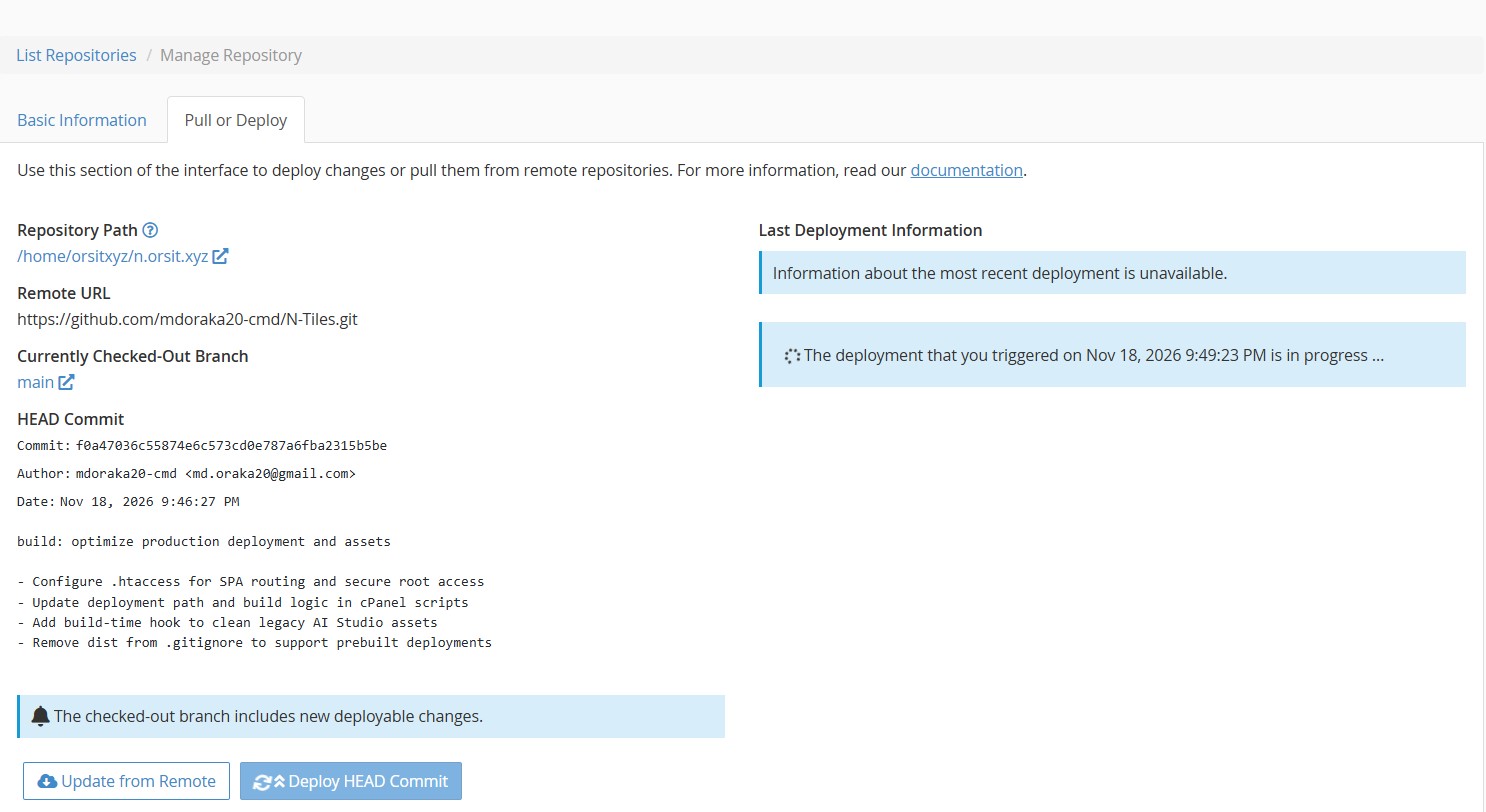 List Repositories / Manage Repository
Basic Information
Pull or Deploy
Use this section of the interface to deploy changes or pull them from remote repositories. For more information, read our documentation.
Repository Path
/home/orsitxyz/n.orsit.xyz
Remote URL
https://github.com/mdoraka20-cmd/N-Tiles.git
Currently Checked-Out Branch
main
HEAD Commit
Commit: f0a47036c55874e6c573cd0e787a6fba2315b5be
Author: mdoraka20-cmd <md.oraka20@gmail.com>
Date: Nov 18, 2026 9:46:27 PM
build: optimize production deployment and assets
- Configure .htaccess for SPA routing and secure root access
- Update deployment path and build logic in cPanel scripts
- Add build-time hook to clean legacy AI Studio assets
- Remove dist from .gitignore to support prebuilt deployments
The checked-out branch includes new deployable changes.
Update from Remote
Deploy HEAD Commit
Last Deployment Information
Information about the most recent deployment is unavailable.
The deployment that you triggered on Nov 18, 2026 9:49:23 PM is in progress ...